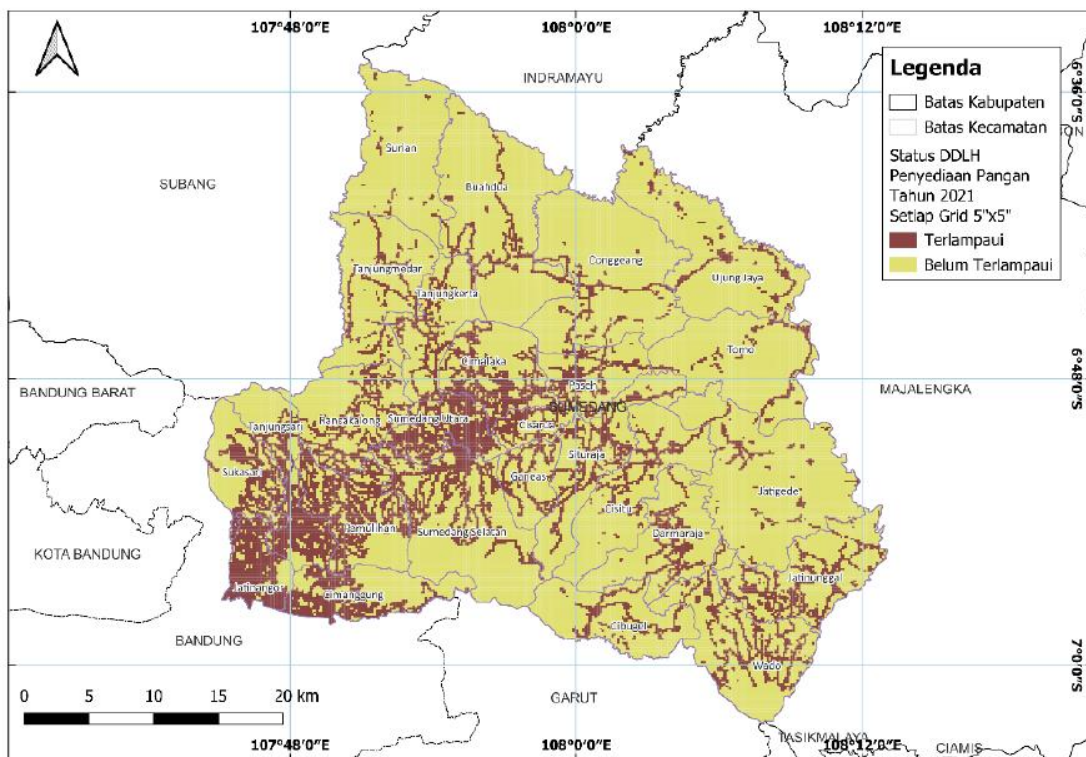 107°48'0"E 108°0'0"E 108°12'0"E
INDRAMAYU
Legenda
Batas Kabupaten
Batas Kecamatan
Status DDLH
Penyediaan Pangan
Tahun 2021
Setiap Grid 5"x5"
Terlampaui
Belum Terlampaui
6°36'0"S
ON
SUBANG
Surian
Buahdua
Conggeang
Ujung Jaya
Tanjungmedar
Tanjungkerta
Tomo
Cimalaka
6°48'0"S
BANDUNG BARAT
Paseh
MAJALENGKA
SUMEDANG
Rancakalong
Sumedang Utara
Cisarua
Tanjungsari
Situraja
Sukasari
Ganeas
Jatigede
Cisitu
Pamulihan
Sumedang Selatan
Darmaraja
KOTA BANDUNG
Jatinunggal
Jatinangor
Cimanggung
Cibugel
BANDUNG
Wado
7°0'0"S
0 5 10 15 20 km
GARUT
TASIKMALAYA
107°48'0"E 108°0'0"E 108°12'0"E
CIAMIS